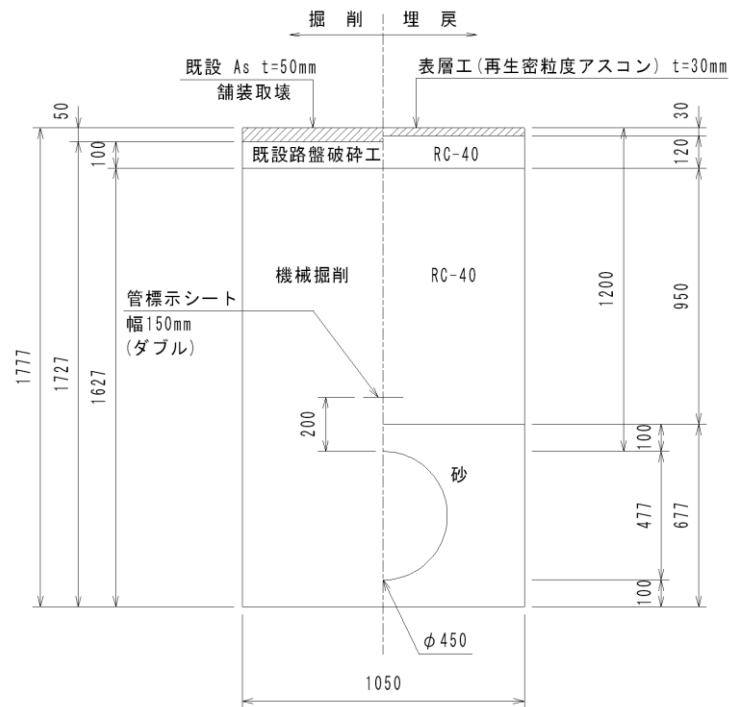 掘 削 埋 戻
既設 As t=50mm
舗装取壊
表層工(再生密粒度アスコン) t=30mm
50
30
100
既設路盤破砕工
RC-40
120
機械掘削
RC-40
1200
950
管標示シート
幅150mm
(ダブル)
1777
1727
1627
200
100
砂
477
677
100
φ450
1050